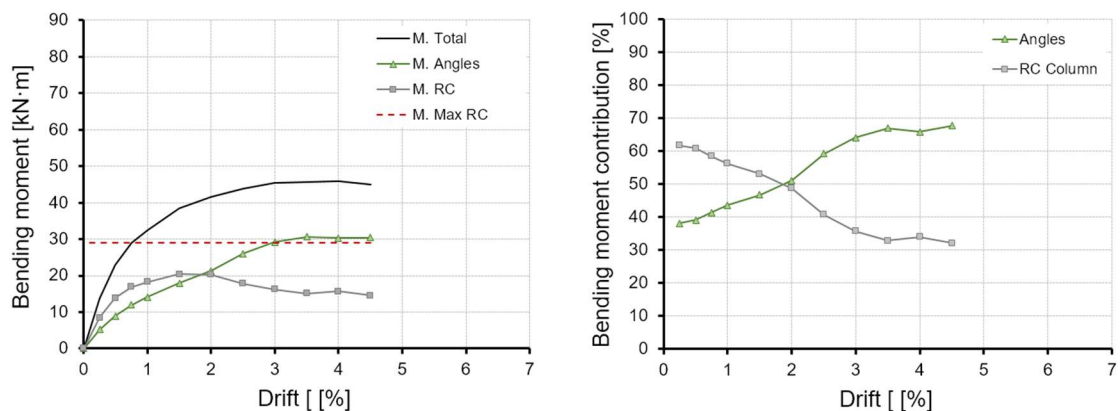 Bending moment [kN·m]
90
80
70
60
50
40
30
20
10
0
M. Total
M. Angles
M. RC
M. Max RC
0 1 2 3 4 5 6 7
Drift [ [%]
Bending moment contribution [%]
100
90
80
70
60
50
40
30
20
10
0
Angles
RC Column
0 1 2 3 4 5 6 7
Drift [ [%]